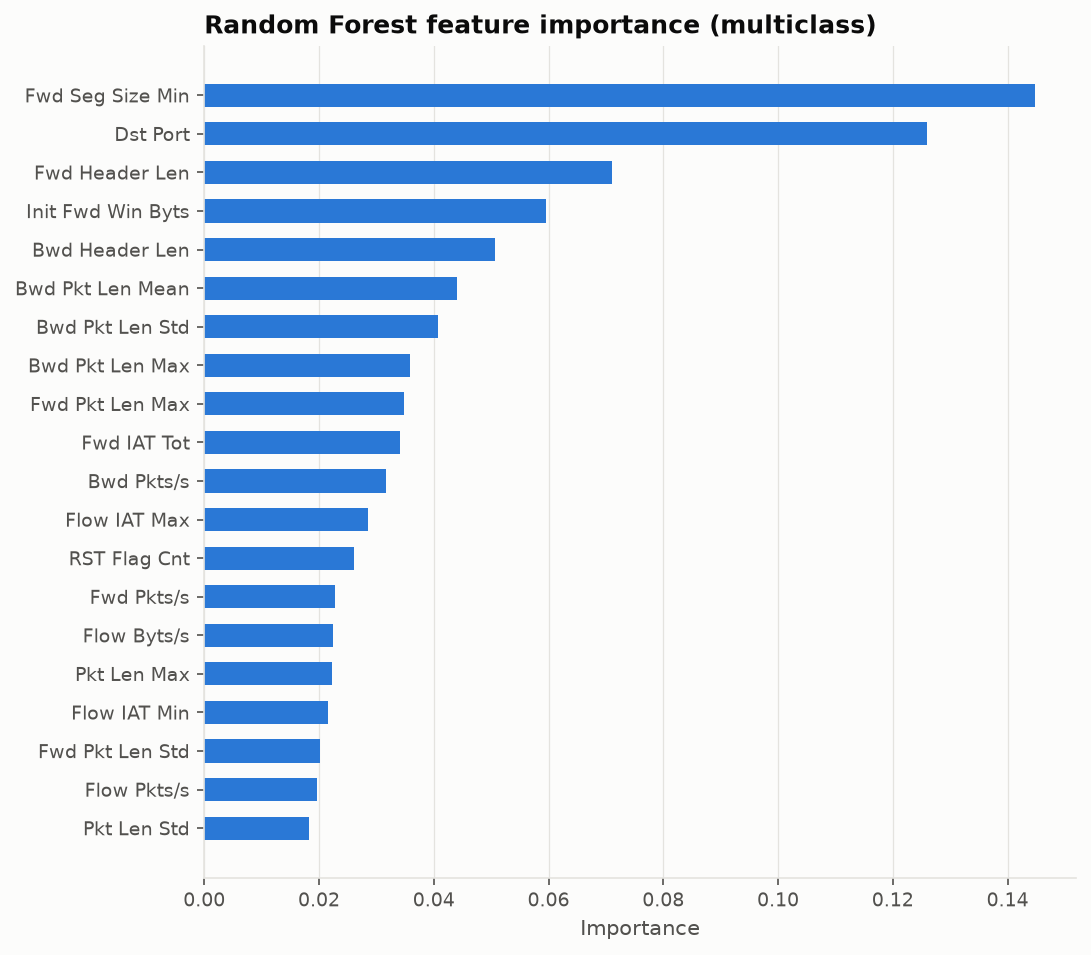 Random Forest feature importance (multiclass)
Fwd Seg Size Min
Dst Port
Fwd Header Len
Init Fwd Win Byts
Bwd Header Len
Bwd Pkt Len Mean
Bwd Pkt Len Std
Bwd Pkt Len Max
Fwd Pkt Len Max
Fwd IAT Tot
Bwd Pkts/s
Flow IAT Max
RST Flag Cnt
Fwd Pkts/s
Flow Byts/s
Pkt Len Max
Flow IAT Min
Fwd Pkt Len Std
Flow Pkts/s
Pkt Len Std
0.00 0.02 0.04 0.06 0.08 0.10 0.12 0.14
Importance